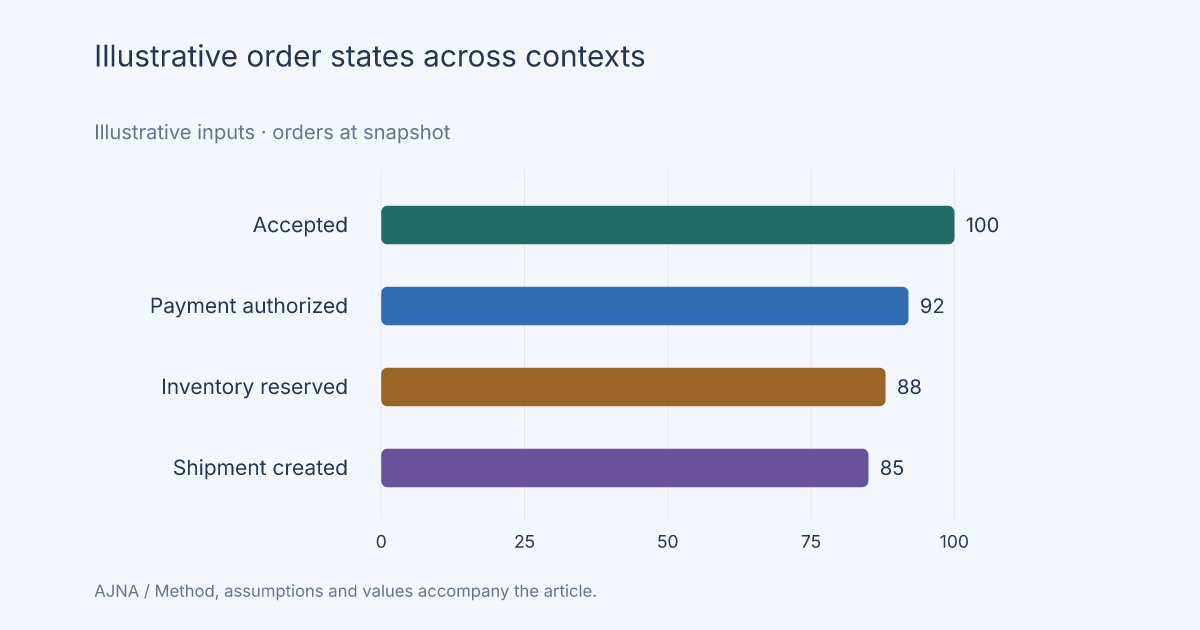 Illustrative order states across contexts
Illustrative inputs · orders at snapshot
Accepted 100
Payment authorized 92
Inventory reserved 88
Shipment created 85
0 25 50 75 100
AJNA / Method, assumptions and values accompany the article.